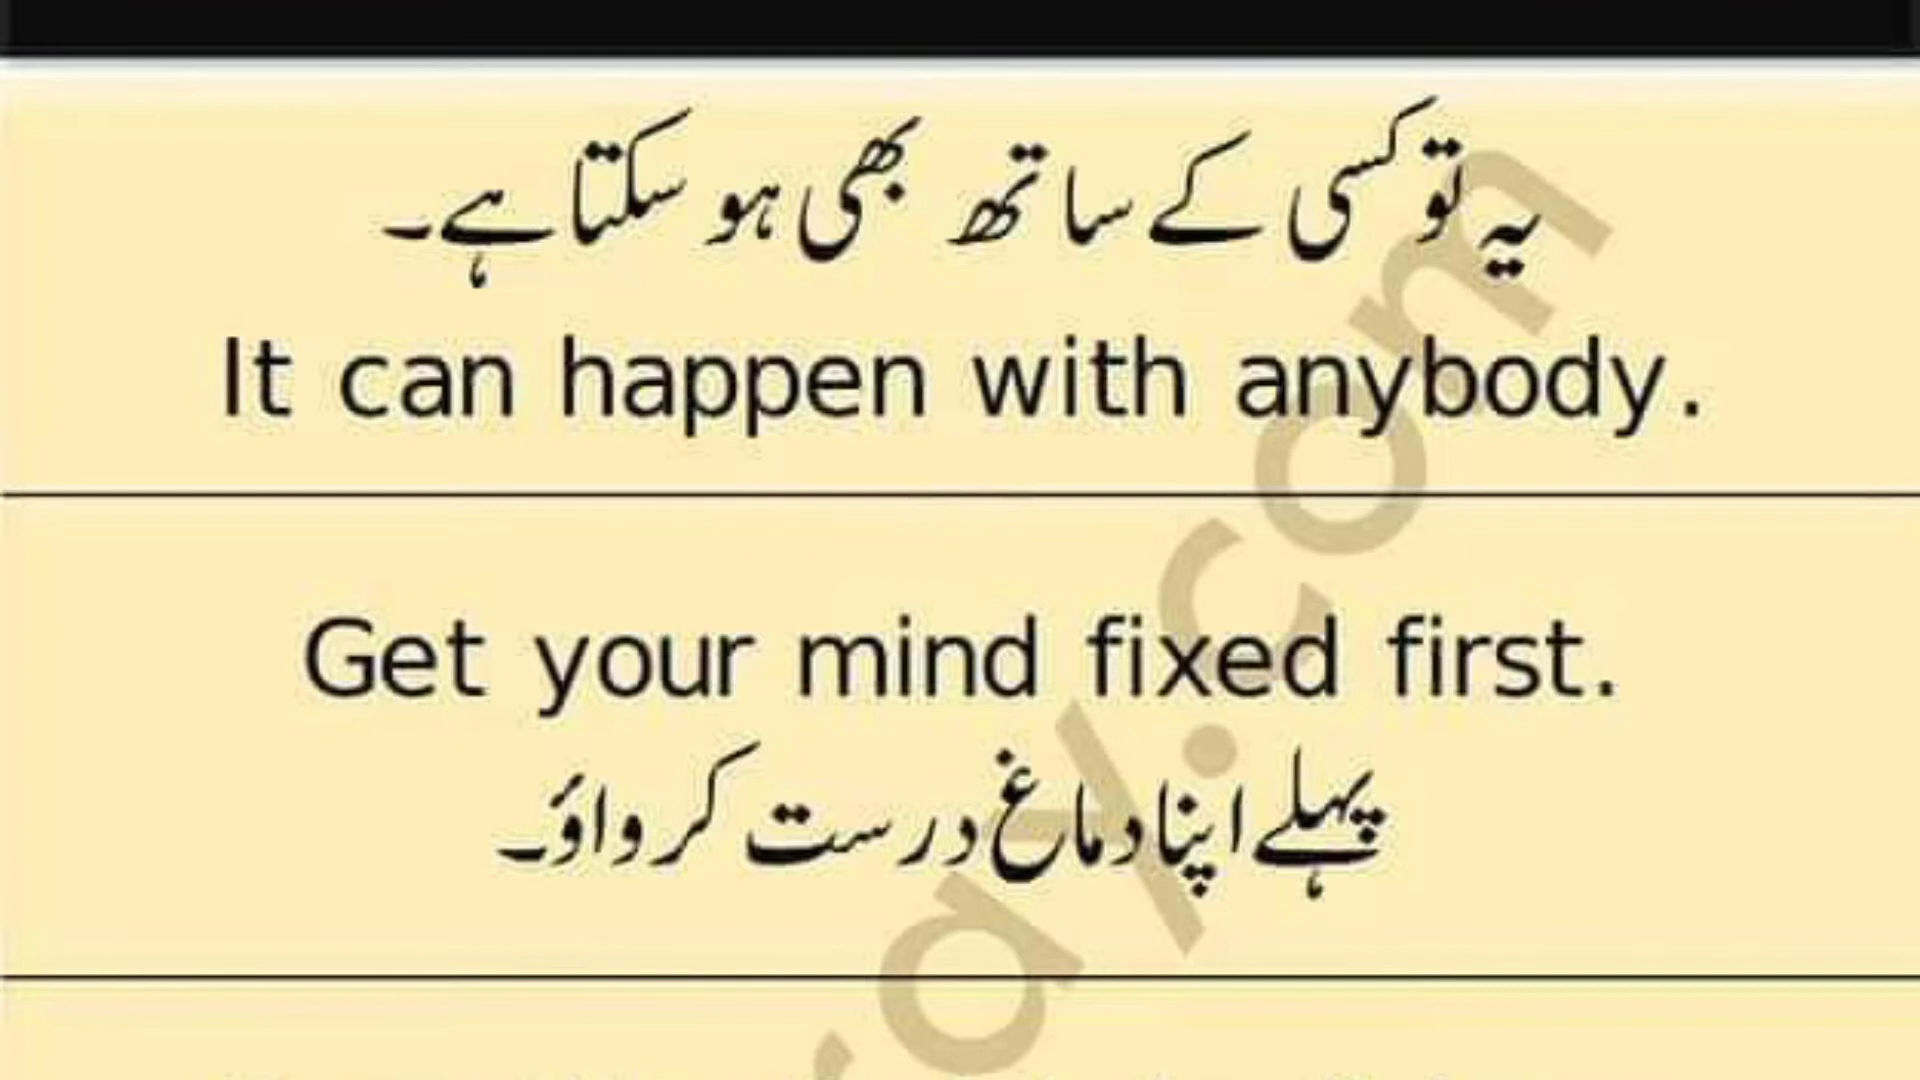 یہ تو کسی کے ساتھ بھی ہو سکتا ہے۔
It can happen with anybody.
Get your mind fixed first.
پہلے اپنا دماغ درست کرواؤ۔